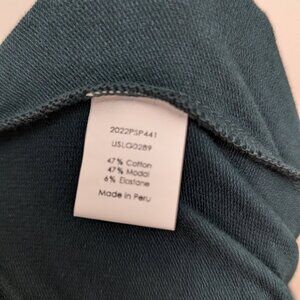 2022PSP441
USLG0289
47% Cotton
47% Modal
6% Elastane
Made in Peru